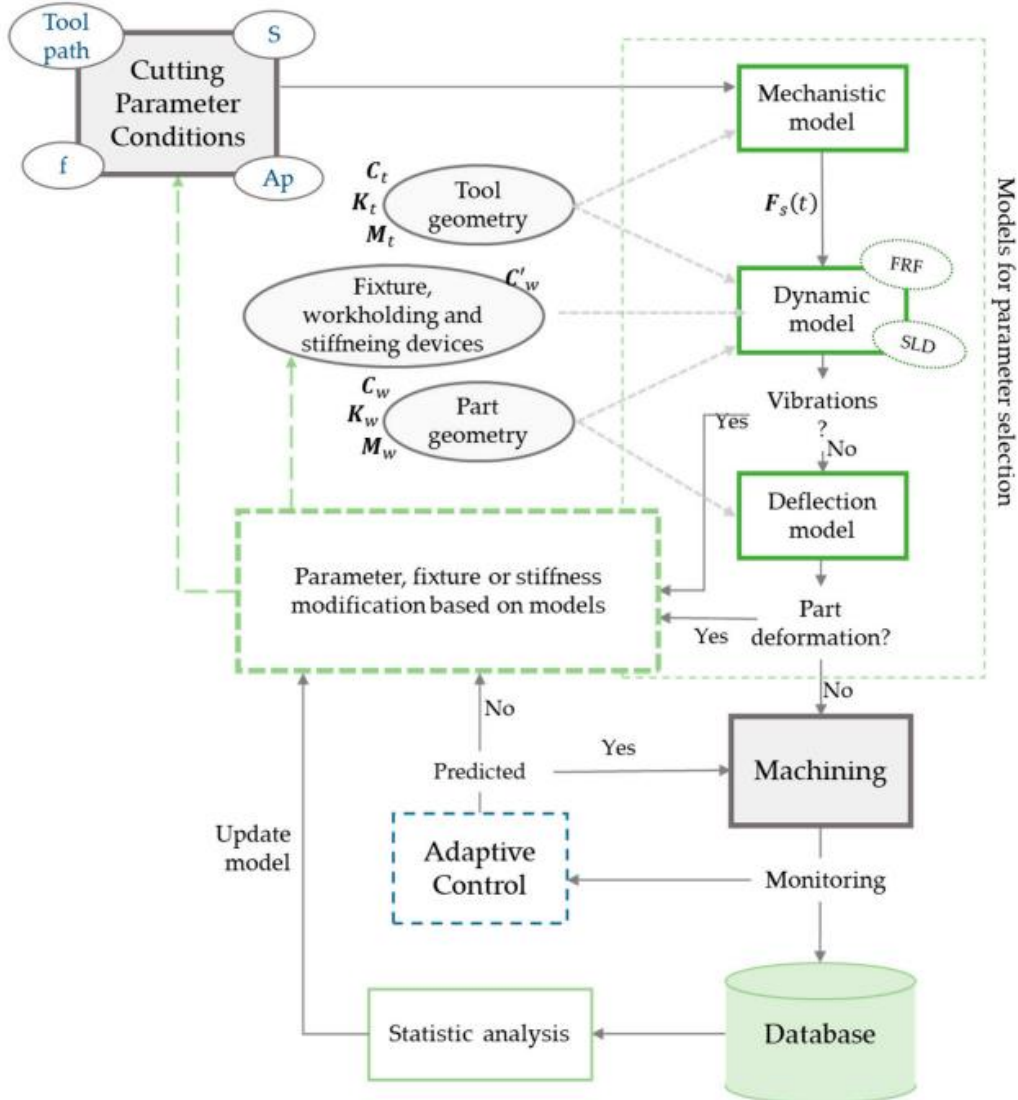 Tool
path
S
Cutting
Parameter
Conditions
f
Ap
Mechanistic
model
C_t
K_t
M_t
Tool
geometry
F_s(t)
FRF
C'_w
Fixture,
workholding and
stiffneing devices
Dynamic
model
SLD
C_w
K_w
M_w
Part
geometry
Vibrations
?
Yes
No
Deflection
model
Models for parameter selection
Parameter, fixture or stiffness
modification based on models
Part
deformation?
Yes
No
No
Predicted
Yes
Machining
Update
model
Adaptive
Control
Monitoring
Statistic analysis
Database